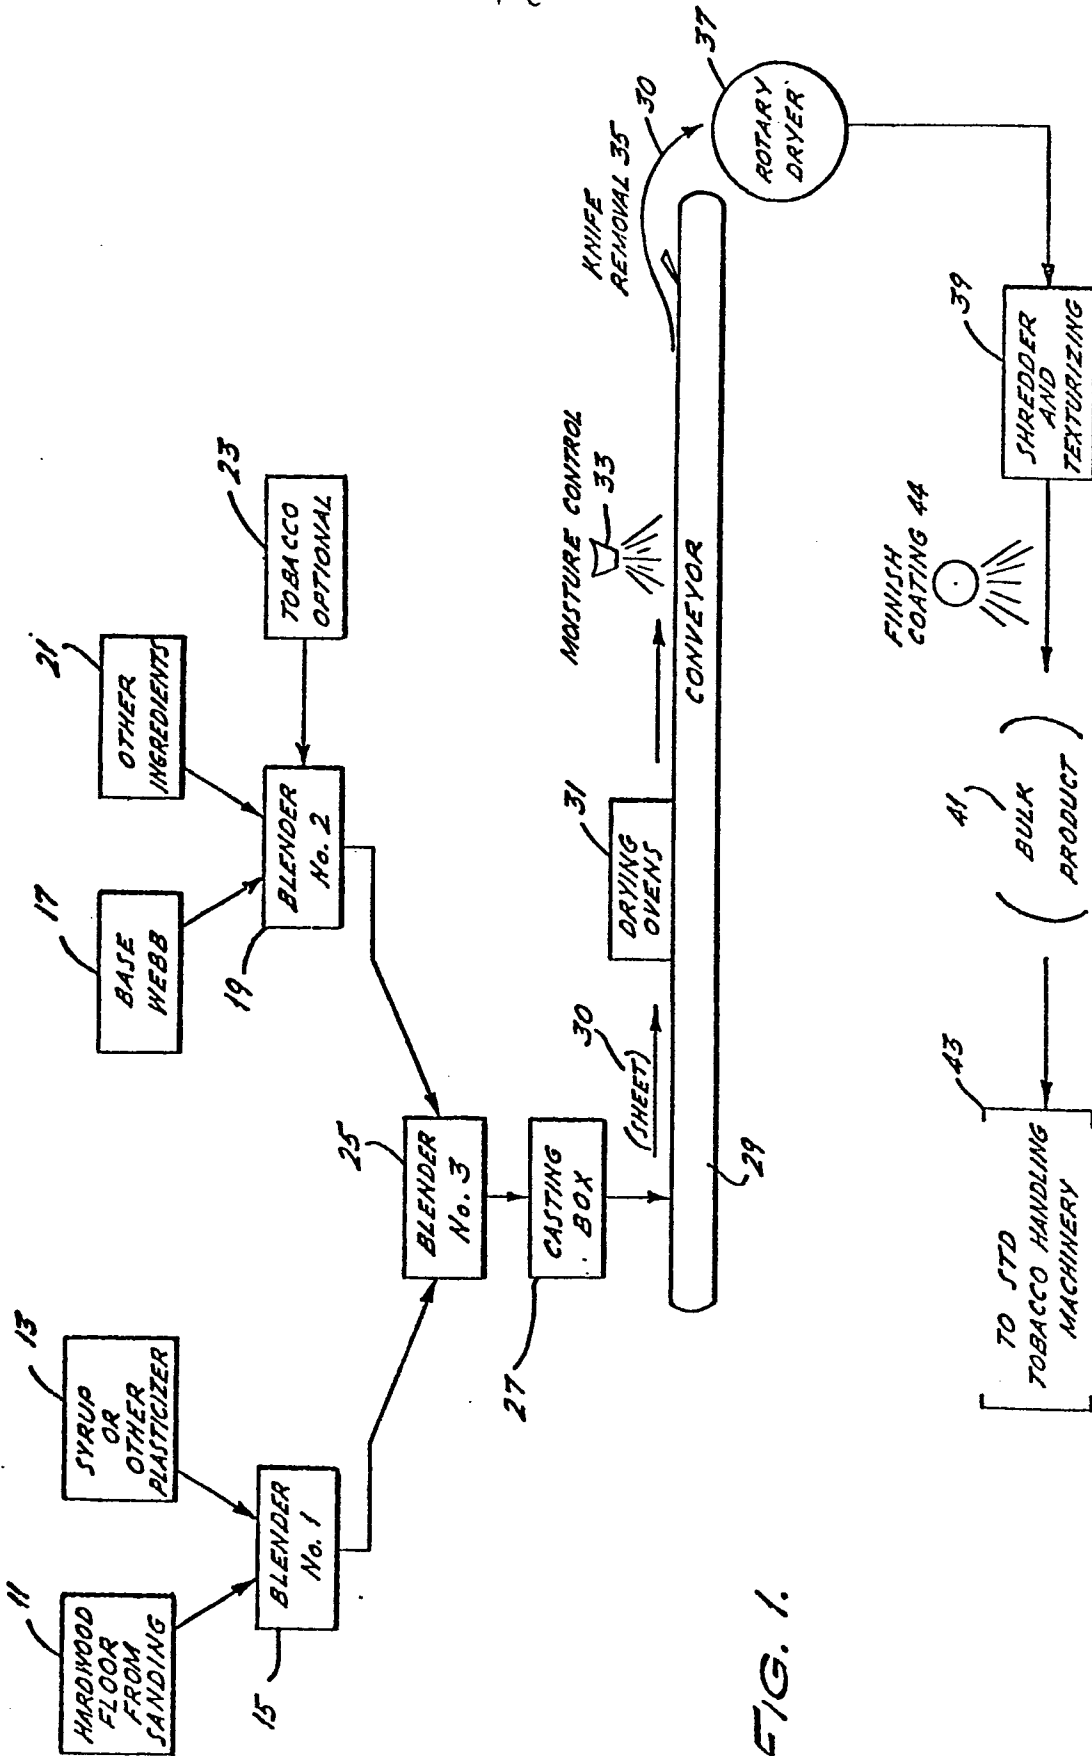 11
HARDWOOD
FLOOR
FROM
SANDING
13
SYRUP
OR
OTHER
PLASTICIZER
15
BLENDER
No. 1
17
BASE
WEBB
21
OTHER
INGREDIENTS
23
TOBACCO
OPTIONAL
19
BLENDER
No. 2
25
BLENDER
No. 3
27
CASTING
BOX
30
(SHEET)
29
31
DRYING
OVENS
CONVEYOR
MOISTURE CONTROL
33
KNIFE
REMOVAL 35
30
37
ROTARY
DRYER
39
SHREDDER
AND
TEXTURIZING
FINISH
COATING 44
41
(BULK
PRODUCT)
43
[TO STD
TOBACCO HANDLING
MACHINERY]
FIG. 1.